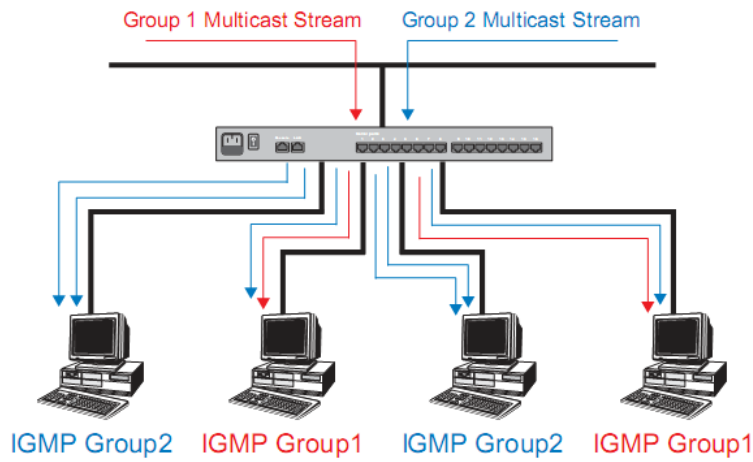 Group 1 Multicast Stream
Group 2 Multicast Stream
IGMP Group2
IGMP Group1
IGMP Group2
IGMP Group1